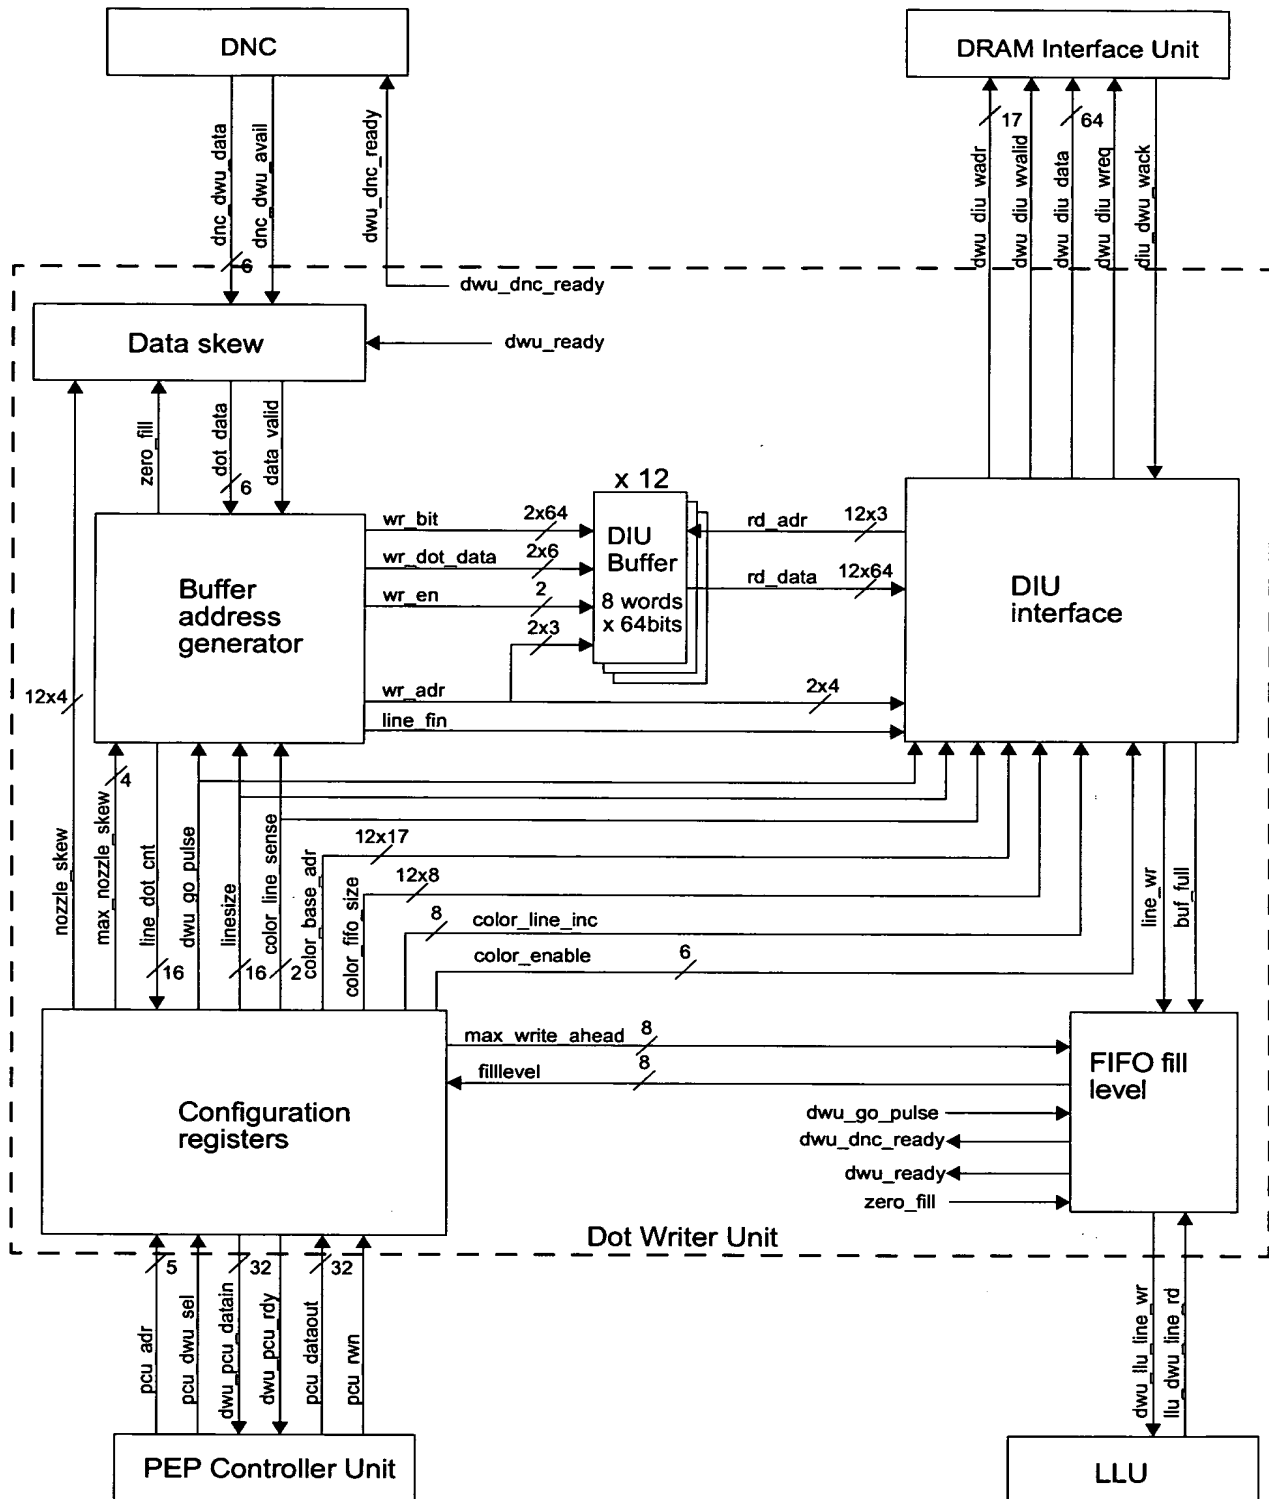 DNC
DRAM Interface Unit
dnc_dwu_data
dnc_dwu_avail
dwu_dnc_ready
6
17
64
dwu_diu_wadr
dwu_diu_wvalid
dwu_diu_data
dwu_diu_wreq
diu_dwu_wack
dwu_dnc_ready
Data skew
dwu_ready
zero_fill
dot_data
6
data_valid
x 12
wr_bit
2x64
wr_dot_data
2x6
wr_en
2
2x3
wr_adr
2x4
line_fin
Buffer
address
generator
DIU
Buffer
8 words
x 64bits
rd_adr
12x3
rd_data
12x64
DIU
interface
12x4
nozzle_skew
4
max_nozzle_skew
line_dot_cnt
16
dwu_go_pulse
linesize
16
color_line_sense
2
color_base_adr
12x17
color_fifo_size
12x8
8
color_line_inc
color_enable
6
line_wr
buf_full
max_write_ahead
8
filllevel
8
Configuration
registers
FIFO fill
level
dwu_go_pulse
dwu_dnc_ready
dwu_ready
zero_fill
Dot Writer Unit
5
32
32
pcu_adr
pcu_dwu_sel
dwu_pcu_datain
dwu_pcu_rdy
pcu_dataout
pcu_rwn
dwu_llu_line_wr
llu_dwu_line_rd
PEP Controller Unit
LLU